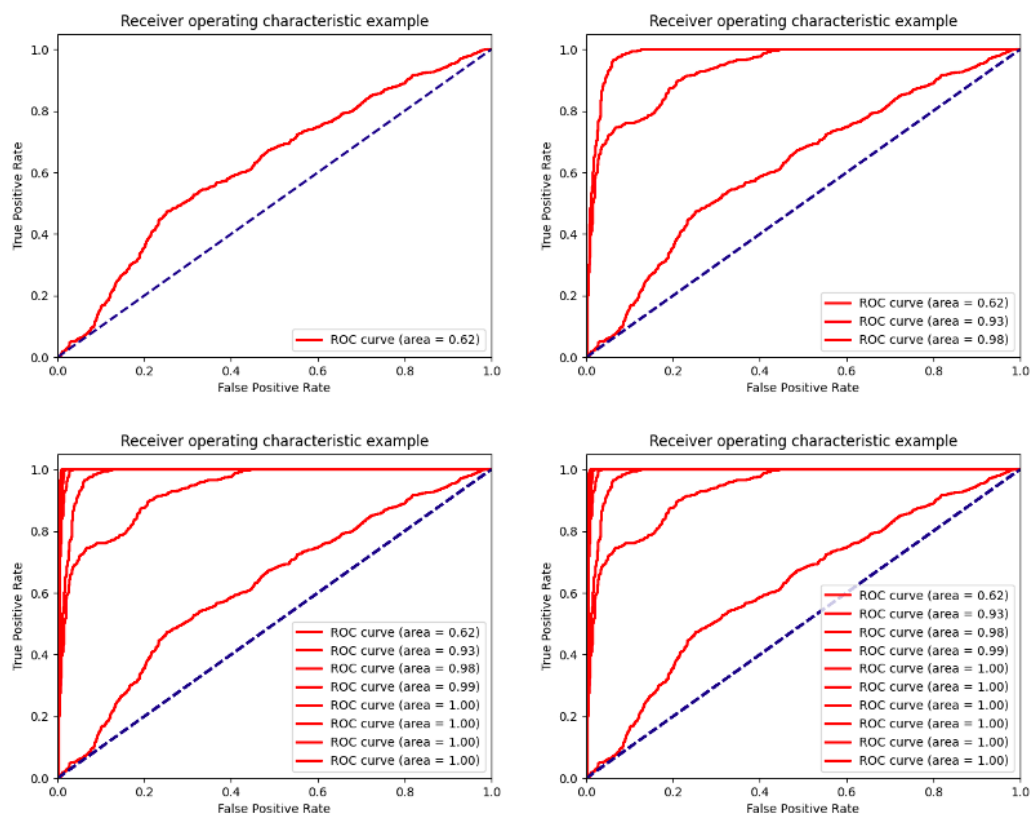 Receiver operating characteristic example
1.0
0.8
0.6
0.4
0.2
0.0
True Positive Rate
ROC curve (area = 0.62)
0.0 0.2 0.4 0.6 0.8 1.0
False Positive Rate
Receiver operating characteristic example
1.0
0.8
0.6
0.4
0.2
0.0
True Positive Rate
ROC curve (area = 0.62)
ROC curve (area = 0.93)
ROC curve (area = 0.98)
0.0 0.2 0.4 0.6 0.8 1.0
False Positive Rate
Receiver operating characteristic example
1.0
0.8
0.6
0.4
0.2
0.0
True Positive Rate
ROC curve (area = 0.62)
ROC curve (area = 0.93)
ROC curve (area = 0.98)
ROC curve (area = 0.99)
ROC curve (area = 1.00)
ROC curve (area = 1.00)
ROC curve (area = 1.00)
ROC curve (area = 1.00)
0.0 0.2 0.4 0.6 0.8 1.0
False Positive Rate
Receiver operating characteristic example
1.0
0.8
0.6
0.4
0.2
0.0
True Positive Rate
ROC curve (area = 0.62)
ROC curve (area = 0.93)
ROC curve (area = 0.98)
ROC curve (area = 0.99)
ROC curve (area = 1.00)
ROC curve (area = 1.00)
ROC curve (area = 1.00)
ROC curve (area = 1.00)
ROC curve (area = 1.00)
ROC curve (area = 1.00)
0.0 0.2 0.4 0.6 0.8 1.0
False Positive Rate